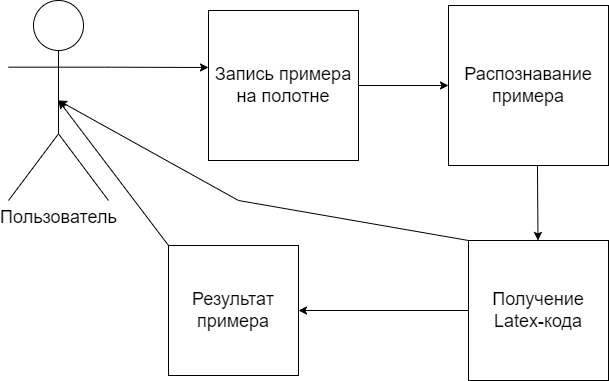 Запись примера
на полотне
Распознавание
примера
Пользователь
Результат
примера
Получение
Latex-кода